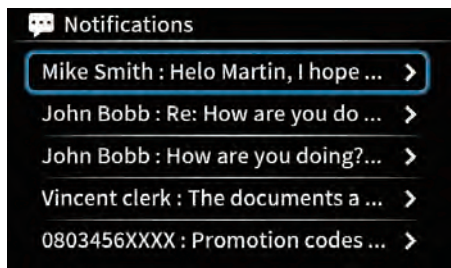 Notifications
Mike Smith : Helo Martin, I hope ...
John Bobb : Re: How are you do ...
John Bobb : How are you doing?...
Vincent clerk : The documents a ...
0803456XXXX : Promotion codes ...